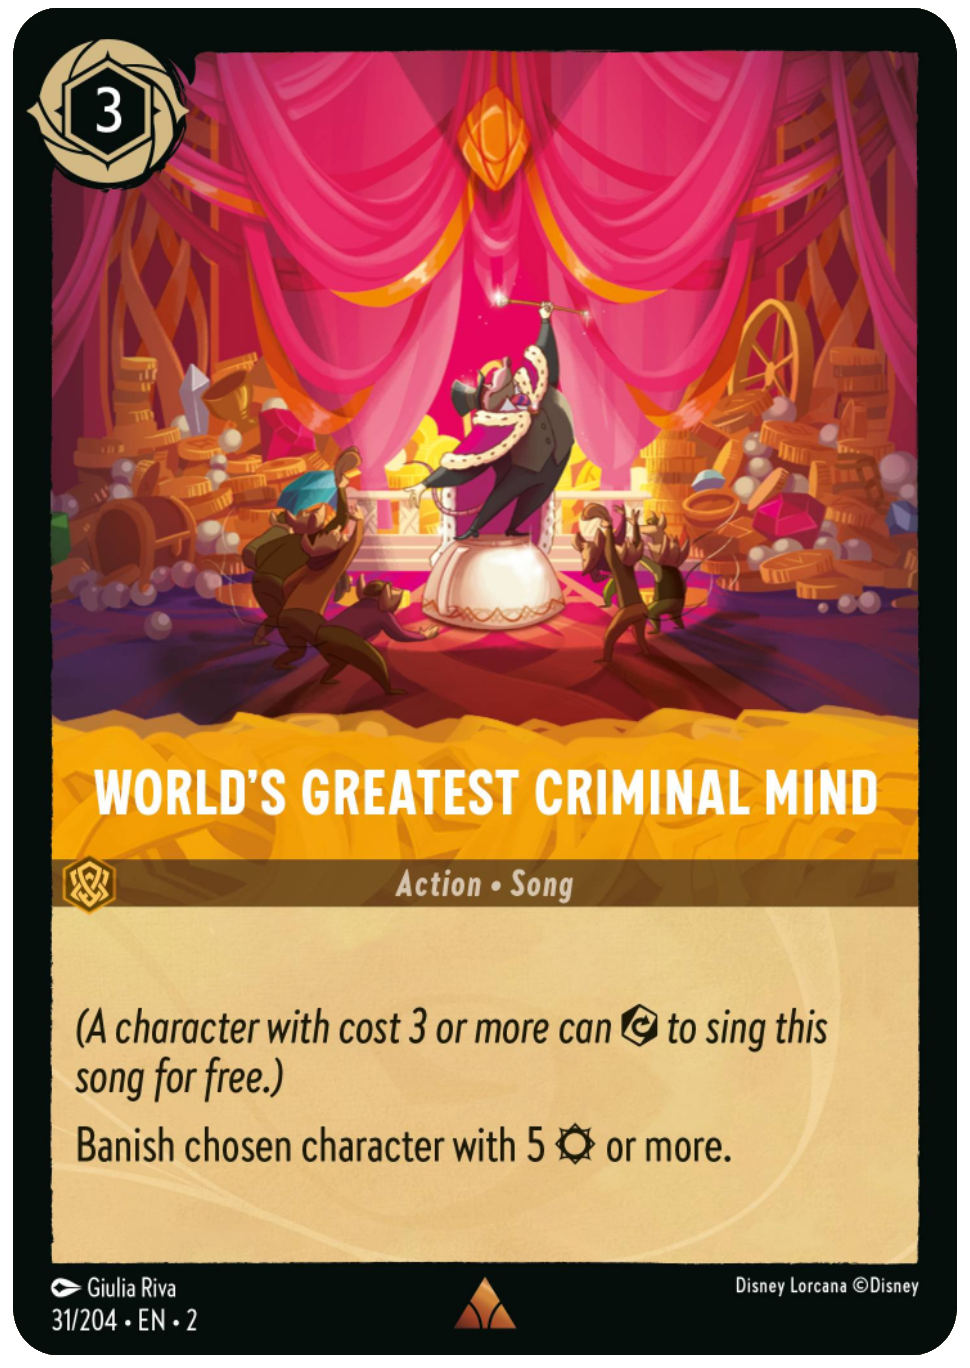 3
WORLD'S GREATEST CRIMINAL MIND
Action • Song
(A character with cost 3 or more can to sing this
song for free.)
Banish chosen character with 5 or more.
Giulia Riva
Disney Lorcana ©Disney
31/204 • EN • 2